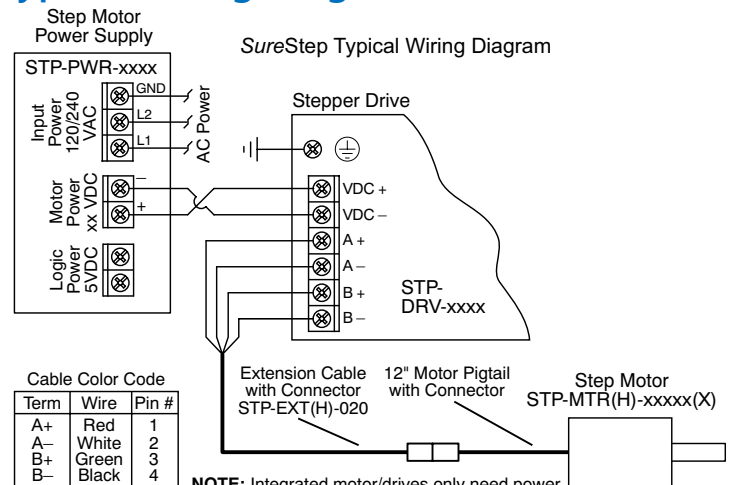 Step Motor
Power Supply
SureStep Typical Wiring Diagram
STP-PWR-xxxx
Input
Power
120/240
VAC
GND
L2
L1
AC Power
Motor
Power
xx VDC
–
+
Logic
Power
5VDC
Stepper Drive
VDC +
VDC –
A +
A –
B +
B –
STP-
DRV-xxxx
Cable Color Code
Term Wire Pin #
A+ Red 1
A– White 2
B+ Green 3
B– Black 4
Extension Cable
with Connector
STP-EXT(H)-020
12" Motor Pigtail
with Connector
Step Motor
STP-MTR(H)-xxxxx(X)
NOTE: Integrated motor/drives only need power